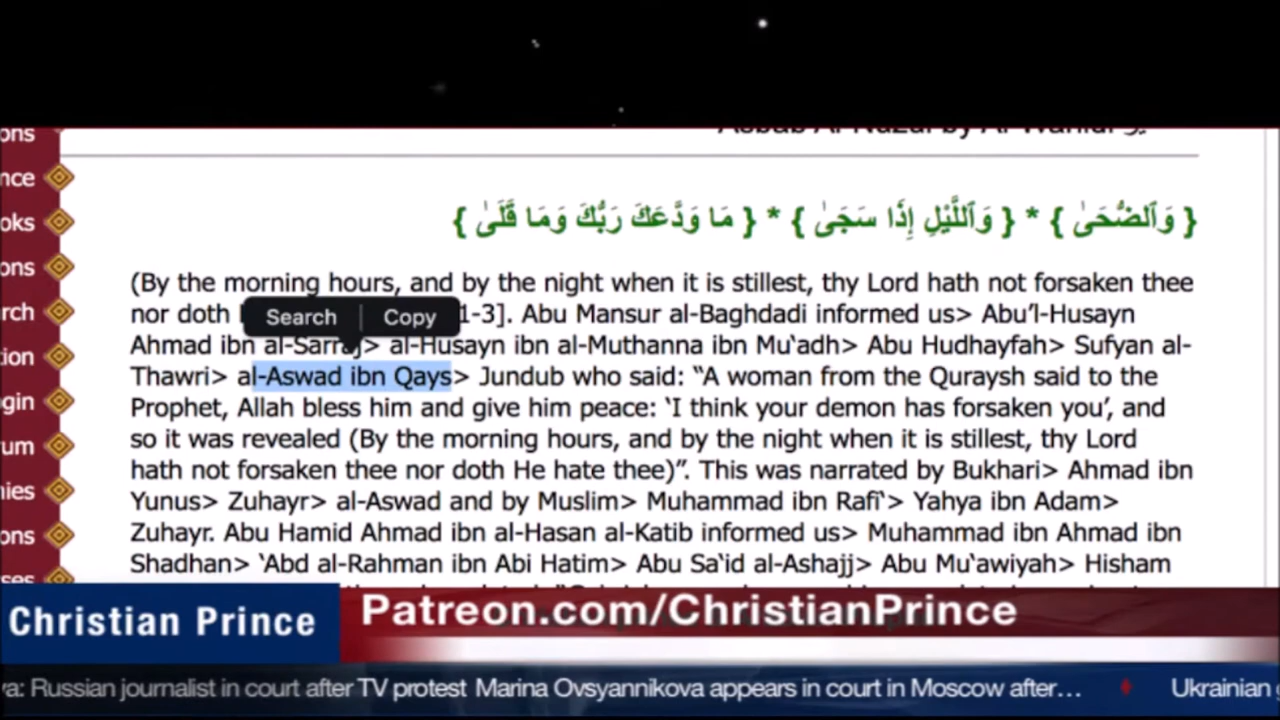 Asbab Al-Nuzul by Al-Wahidi
{ وَٱلضُّحَىٰ } * { وَٱللَّيْلِ إِذَا سَجَىٰ } * { مَا وَدَّعَكَ رَبُّكَ وَمَا قَلَىٰ }
ons
nce
oks
ons
rch
ion
gin
um
nies
ons
ses
(By the morning hours, and by the night when it is stillest, thy Lord hath not forsaken thee
nor doth
Search
Copy
1-3]. Abu Mansur al-Baghdadi informed us> Abu’l-Husayn
Ahmad ibn al-Sarraj> al-Husayn ibn al-Muthanna ibn Mu‘adh> Abu Hudhayfah> Sufyan al-
Thawri> al-Aswad ibn Qays> Jundub who said: “A woman from the Quraysh said to the
Prophet, Allah bless him and give him peace: ‘I think your demon has forsaken you’, and
so it was revealed (By the morning hours, and by the night when it is stillest, thy Lord
hath not forsaken thee nor doth He hate thee)”. This was narrated by Bukhari> Ahmad ibn
Yunus> Zuhayr> al-Aswad and by Muslim> Muhammad ibn Rafi‘> Yahya ibn Adam>
Zuhayr. Abu Hamid Ahmad ibn al-Hasan al-Katib informed us> Muhammad ibn Ahmad ibn
Shadhan> ‘Abd al-Rahman ibn Abi Hatim> Abu Sa‘id al-Ashajj> Abu Mu‘awiyah> Hisham
Christian Prince
Patreon.com/ChristianPrince
va: Russian journalist in court after TV protest Marina Ovsyannikova appears in court in Moscow after…
Ukrainian